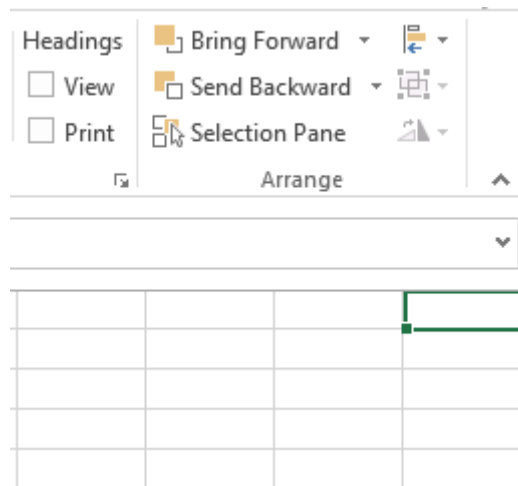 Headings
Bring Forward
View
Send Backward
Print
Selection Pane
Arrange